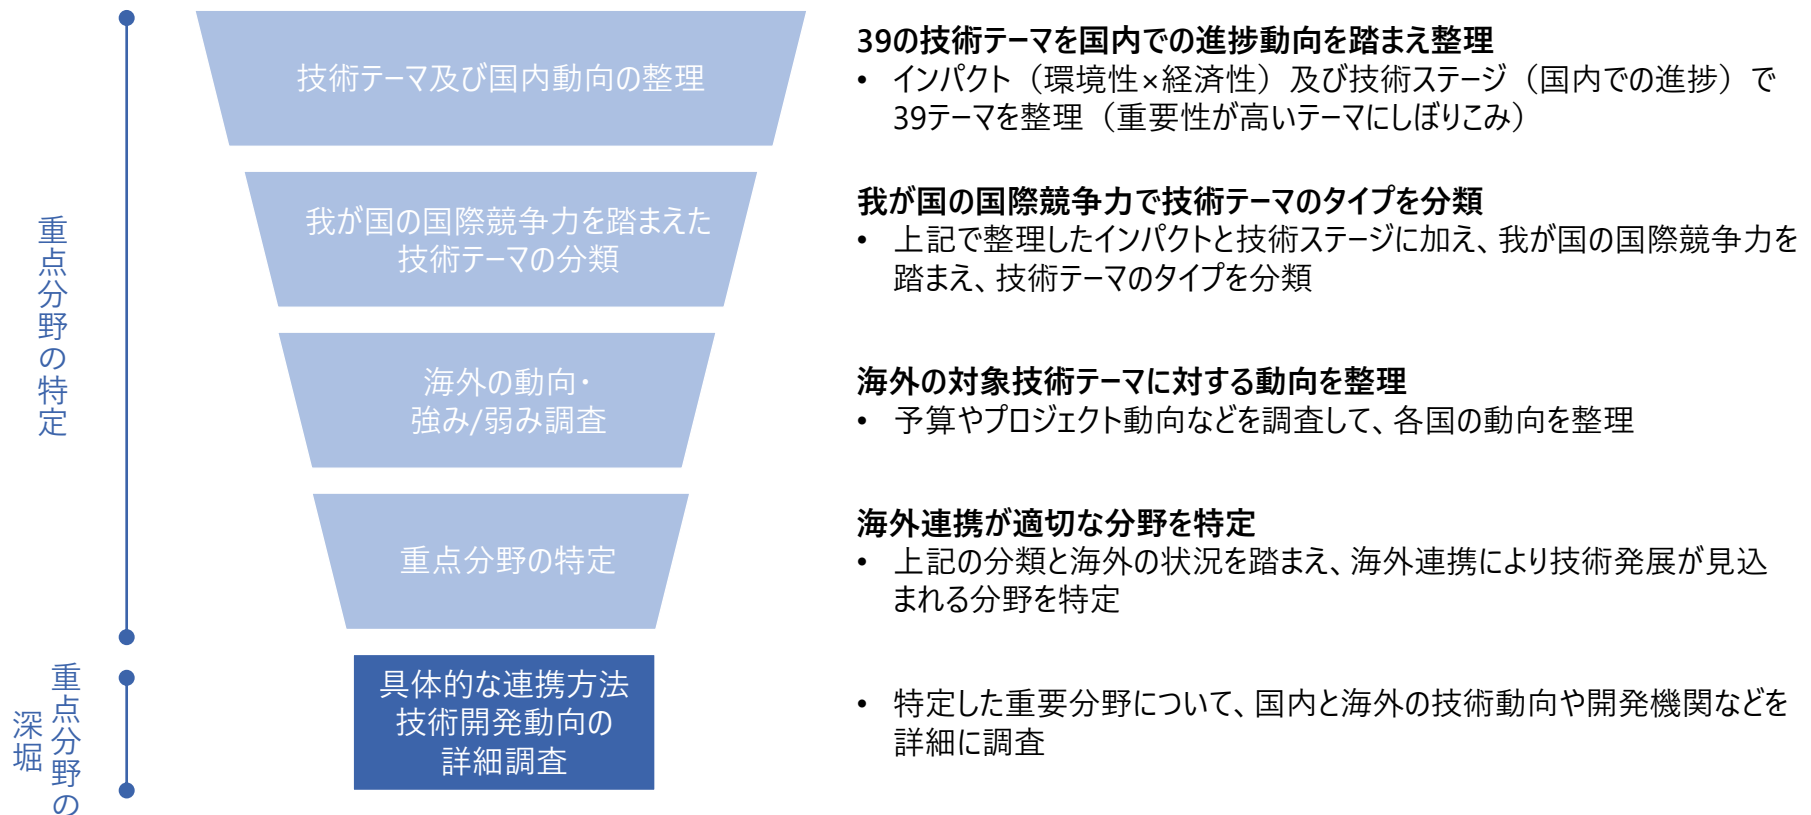 重点分野の特定
技術テーマ及び国内動向の整理
39の技術テーマを国内での進捗動向を踏まえ整理
• インパクト（環境性×経済性）及び技術ステージ（国内での進捗）で
39テーマを整理（重要性が高いテーマにしぼりこみ）
我が国の国際競争力を踏まえた
技術テーマの分類
我が国の国際競争力で技術テーマのタイプを分類
• 上記で整理したインパクトと技術ステージに加え、我が国の国際競争力を
踏まえ、技術テーマのタイプを分類
海外の動向・
強み/弱み調査
海外の対象技術テーマに対する動向を整理
• 予算やプロジェクト動向などを調査して、各国の動向を整理
重点分野の特定
海外連携が適切な分野を特定
• 上記の分類と海外の状況を踏まえ、海外連携により技術発展が見込
まれる分野を特定
重点分野の
深堀
具体的な連携方法
技術開発動向の
詳細調査
• 特定した重要分野について、国内と海外の技術動向や開発機関などを
詳細に調査